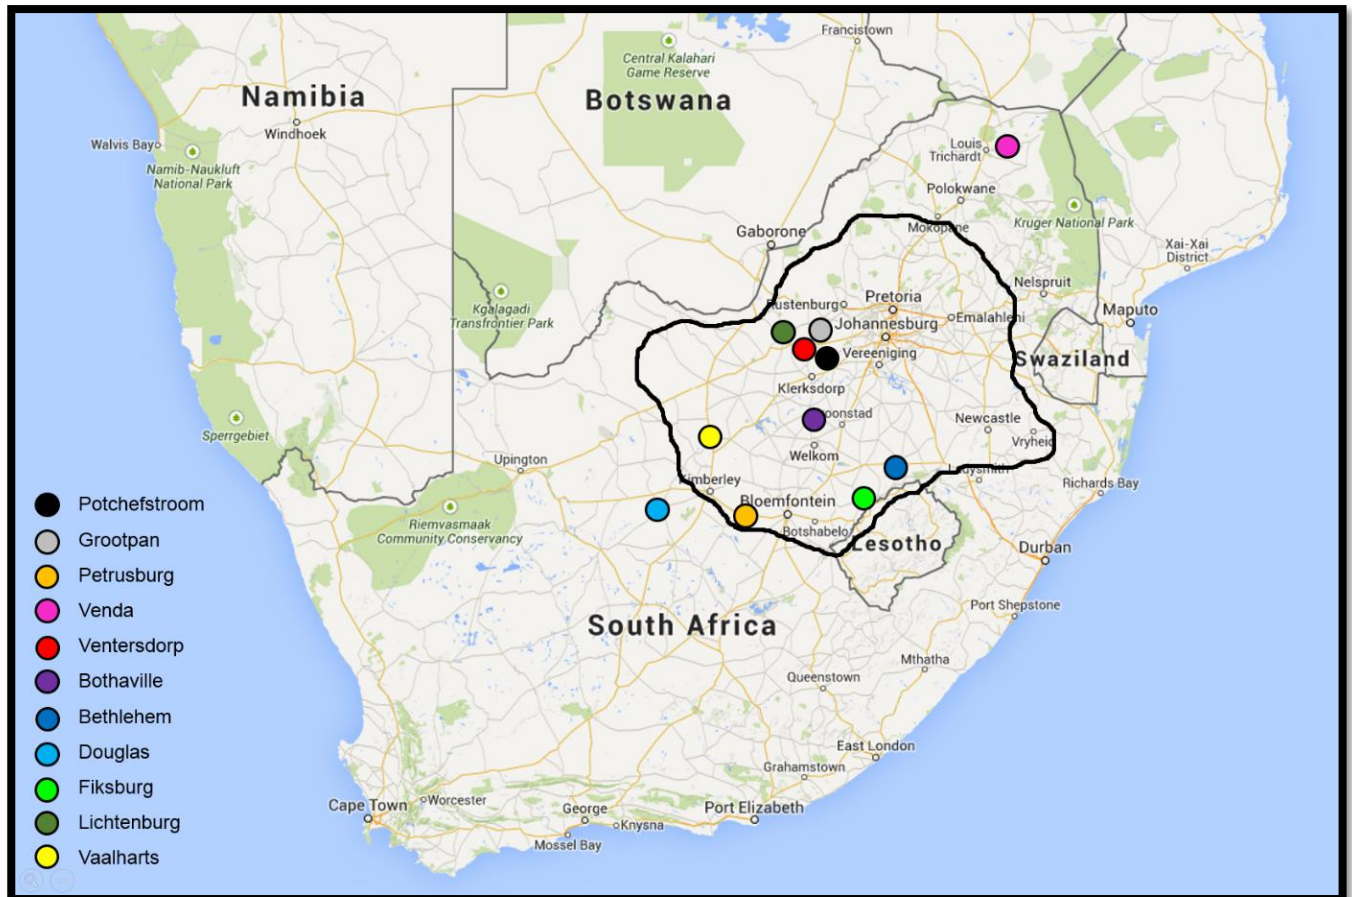 Francistown
Central Kalahari
Game Reserve
Namibia
Botswana
Windhoek
Walvis Bay
Namib-Naukluft
National Park
Louis
Trichardt
Polokwane
Kruger National Park
Mokopane
Gaborone
Xai-Xai
District
Nelspruit
Kgalagadi
Transfrontier Park
Rustenburg
Pretoria
Maputo
Johannesburg
Emalahleni
Vereeniging
Swaziland
Klerksdorp
Sperrgebiet
oonstad
Newcastle
Vryheid
Welkom
Upington
Ladysmith
Kimberley
Richards Bay
Bloemfontein
Riemvasmaak
Community Conservancy
Botshabelo
Lesotho
Durban
Port Shepstone
South Africa
Mthatha
Queenstown
East London
Grahamstown
Cape Town
Worcester
George
Port Elizabeth
Knysna
Mossel Bay
Potchefstroom
Grootpan
Petrusburg
Venda
Ventersdorp
Bothaville
Bethlehem
Douglas
Fiksburg
Lichtenburg
Vaalharts